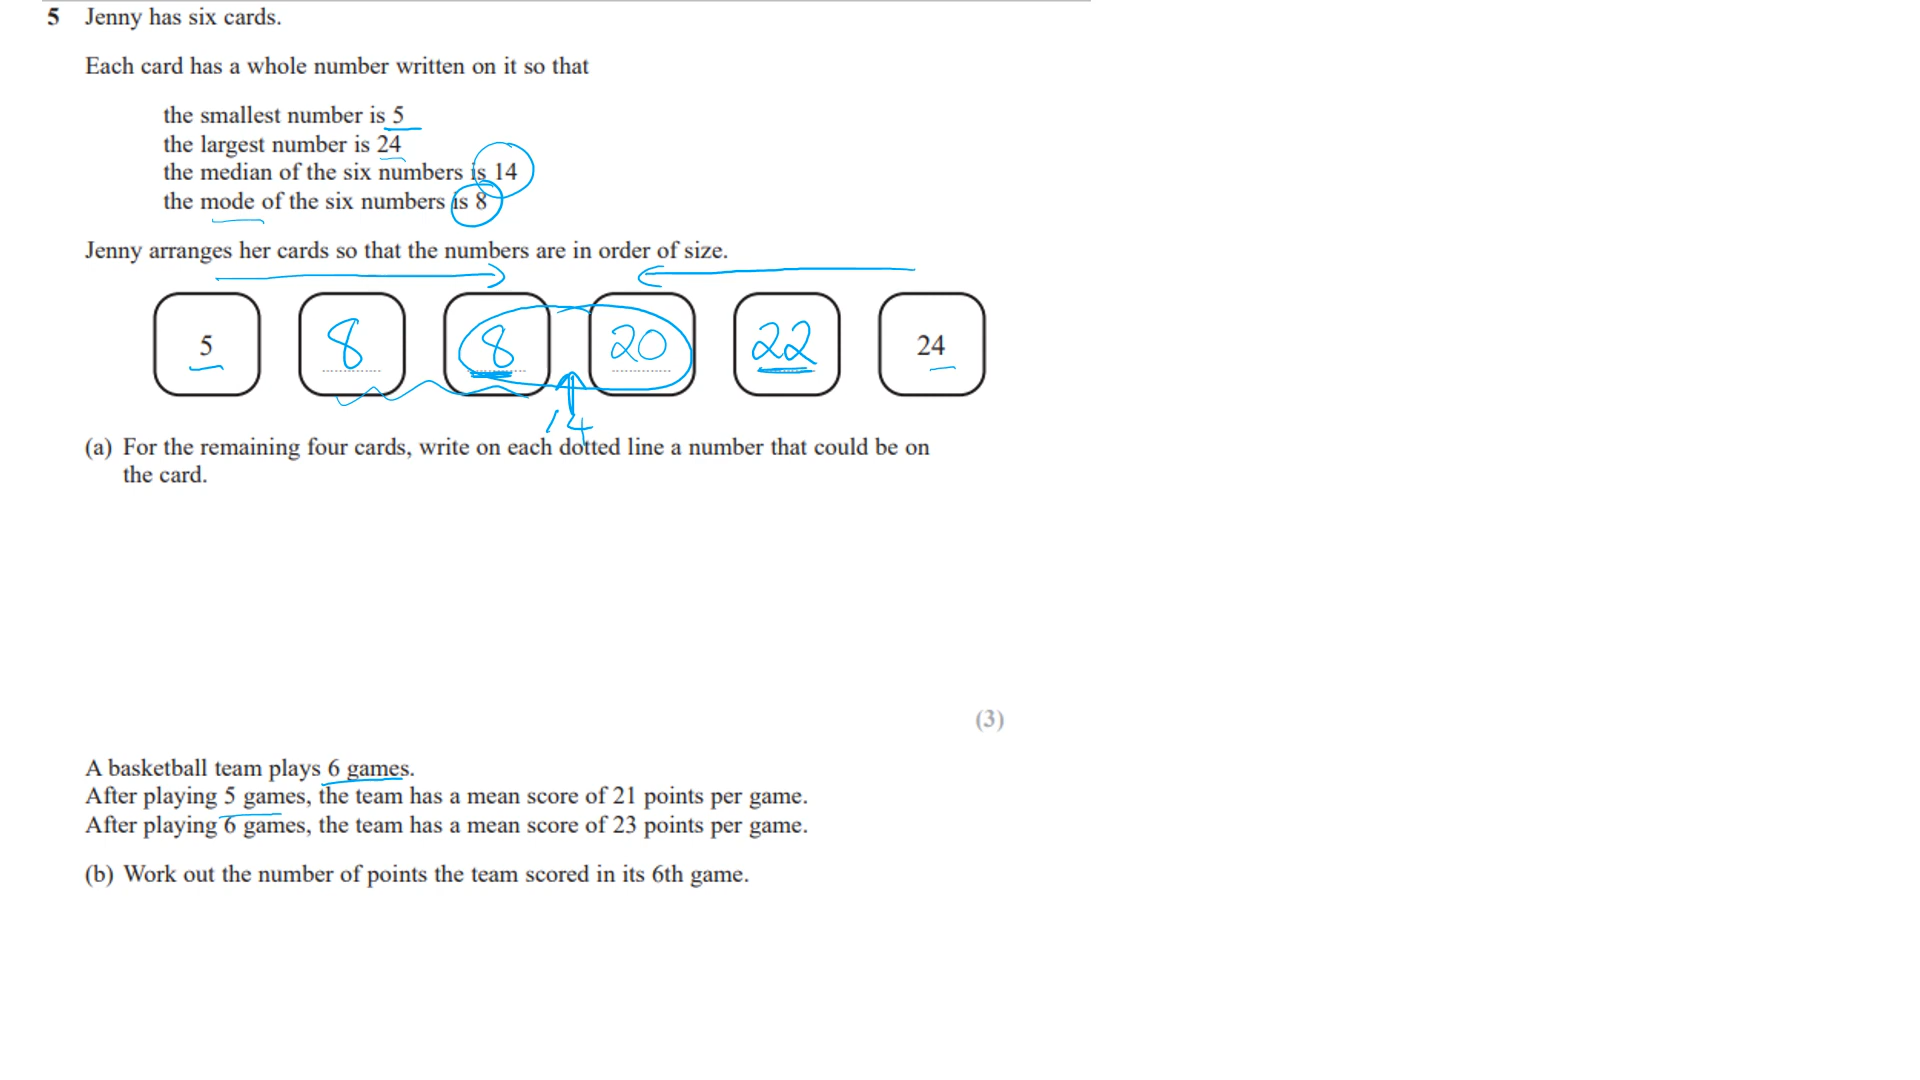 5 Jenny has six cards.
Each card has a whole number written on it so that
the smallest number is 5
the largest number is 24
the median of the six numbers is 14
the mode of the six numbers is 8
Jenny arranges her cards so that the numbers are in order of size.
5 8 8 20 22 24
14
(a) For the remaining four cards, write on each dotted line a number that could be on
the card.
(3)
A basketball team plays 6 games.
After playing 5 games, the team has a mean score of 21 points per game.
After playing 6 games, the team has a mean score of 23 points per game.
(b) Work out the number of points the team scored in its 6th game.